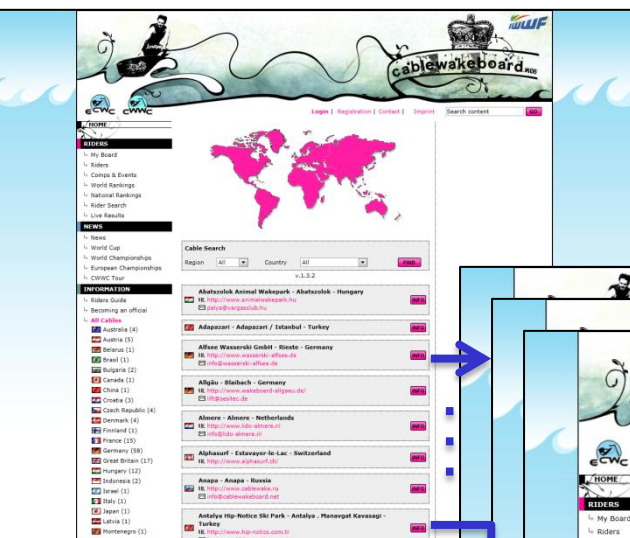 IWWF
cablewakeboard
ECWC CWWC
Login | Registration | Contact | Imprint Search content GO
HOME
RIDERS
My Board
Riders
Comps & Events
World Rankings
National Rankings
Rider Search
Live Results
NEWS
News
World Cup
World Championships
European Championships
CWWC Tour
INFORMATION
Riders Guide
Becoming an official
All Cables
Australia (4)
Austria (5)
Belarus (1)
Brasil (1)
Bulgaria (2)
Canada (1)
China (1)
Croatia (3)
Czech Republic (4)
Denmark (4)
Finnland (1)
France (15)
Germany (58)
Great Britain (17)
Hungary (12)
Indonesia (2)
Israel (1)
Italy (1)
Japan (1)
Latvia (1)
Montenegro (1)
Cable Search
Region All Country All FIND
v.1.3.2
Abatszolok Animal Wakepark - Abatszolok - Hungary
http://www.animalwakepark.hu INFO
palya@vargasclub.hu
Adapazari - Adapazari / Istanbul - Turkey INFO
Alfsee Wasserski GmbH - Rieste - Germany
http://www.wasserski-alfsee.de INFO
info@wasserski-alfsee.de
Allgäu - Blaibach - Germany
http://www.wakeboard-allgaeu.de/ INFO
lift@oesitec.de
Almere - Almere - Netherlands
http://www.lido-almere.nl INFO
info@lido-almere.nl
Alphasurf - Estavayer-le-Lac - Switzerland
http://www.alphasurf.ch/ INFO
Anapa - Anapa - Russia
http://www.cablewake.ru INFO
info@cablewakeboard.net
Antalya Hip-Notice Ski Park - Antalya . Manavgat Kavasagi -
Turkey
http://www.hip-notics.com.tr INFO
ECWC
HOME
RIDERS
My Board
Riders